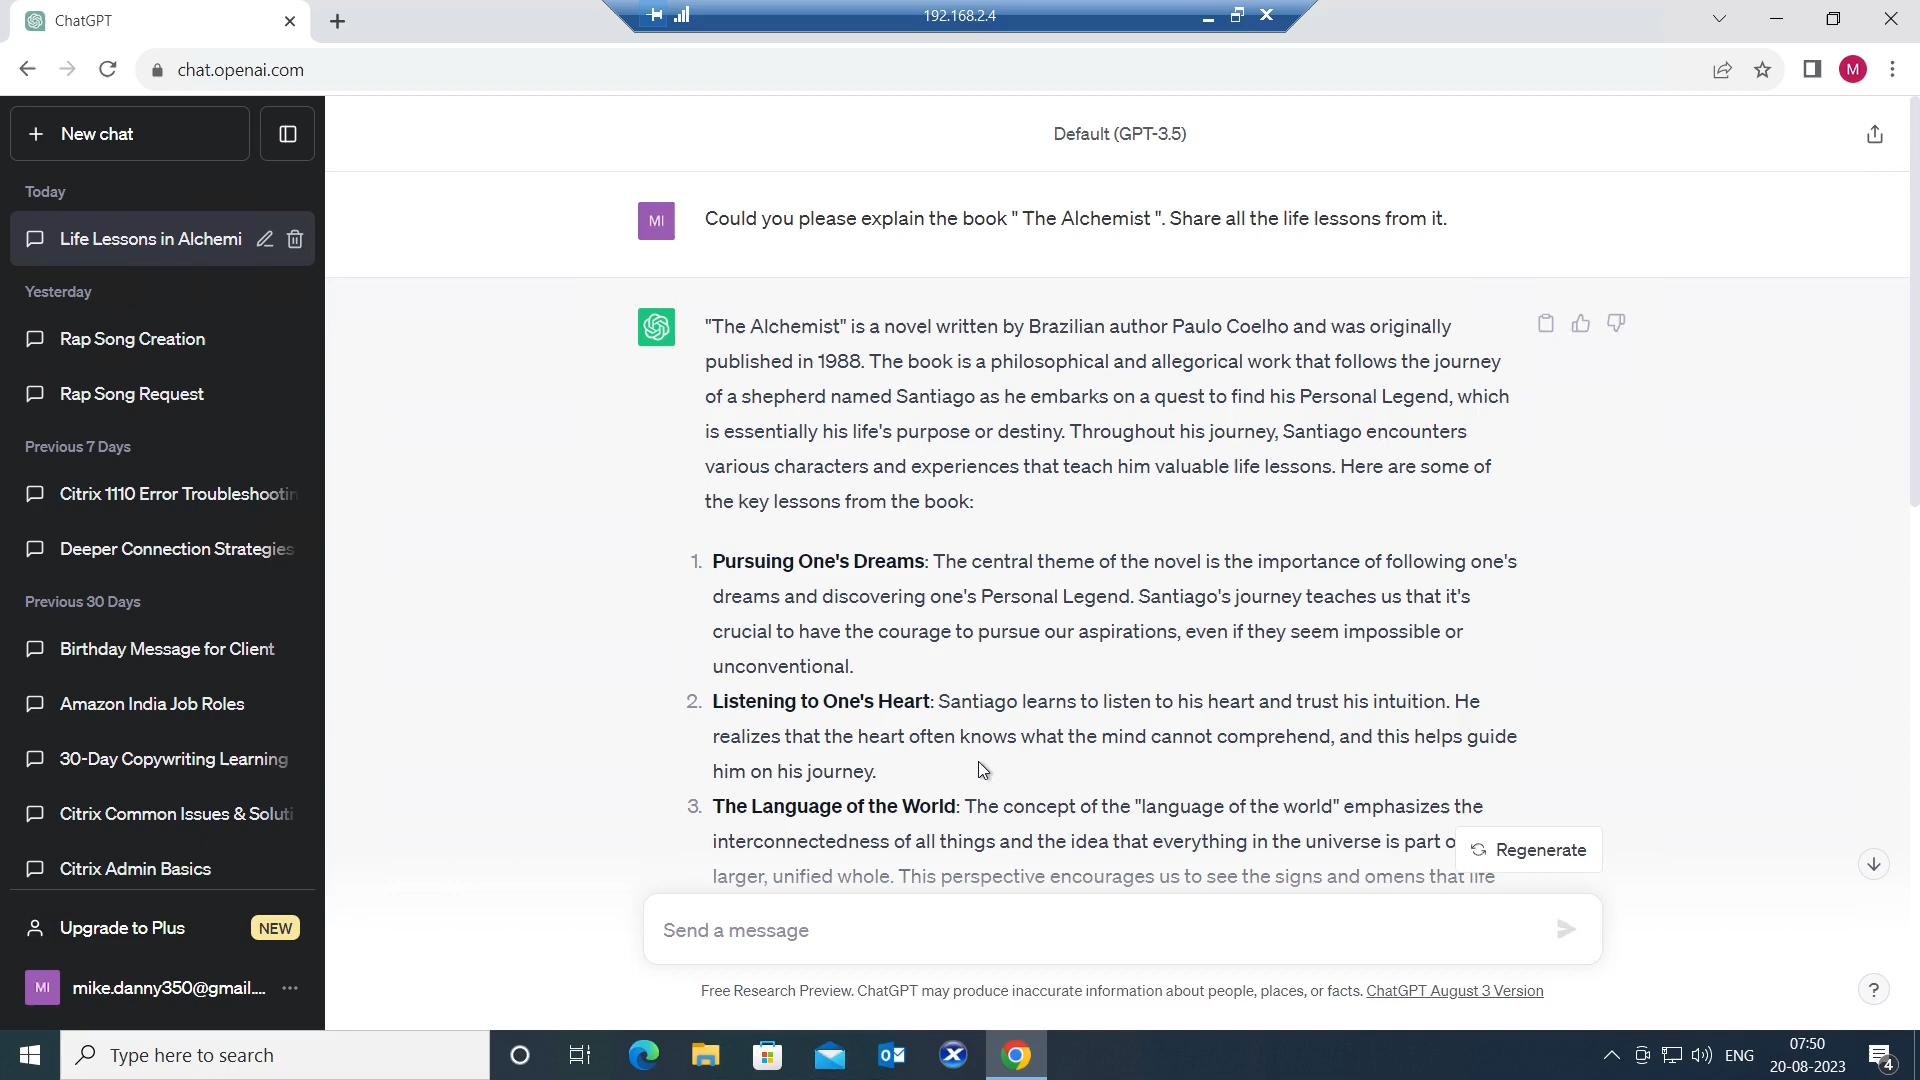 ChatGPT
192.168.2.4
chat.openai.com
M
New chat
Default (GPT-3.5)
Today
Life Lessons in Alchemi
Yesterday
Rap Song Creation
Rap Song Request
Previous 7 Days
Citrix 1110 Error Troubleshootin
Deeper Connection Strategies
Previous 30 Days
Birthday Message for Client
Amazon India Job Roles
30-Day Copywriting Learning
Citrix Common Issues & Soluti
Citrix Admin Basics
Upgrade to Plus NEW
MI mike.danny350@gmail....
MI Could you please explain the book " The Alchemist ". Share all the life lessons from it.
"The Alchemist" is a novel written by Brazilian author Paulo Coelho and was originally
published in 1988. The book is a philosophical and allegorical work that follows the journey
of a shepherd named Santiago as he embarks on a quest to find his Personal Legend, which
is essentially his life's purpose or destiny. Throughout his journey, Santiago encounters
various characters and experiences that teach him valuable life lessons. Here are some of
the key lessons from the book:
1. Pursuing One's Dreams: The central theme of the novel is the importance of following one's
dreams and discovering one's Personal Legend. Santiago's journey teaches us that it's
crucial to have the courage to pursue our aspirations, even if they seem impossible or
unconventional.
2. Listening to One's Heart: Santiago learns to listen to his heart and trust his intuition. He
realizes that the heart often knows what the mind cannot comprehend, and this helps guide
him on his journey.
3. The Language of the World: The concept of the "language of the world" emphasizes the
interconnectedness of all things and the idea that everything in the universe is part o
larger, unified whole. This perspective encourages us to see the signs and omens that life
Regenerate
Send a message
Free Research Preview. ChatGPT may produce inaccurate information about people, places, or facts. ChatGPT August 3 Version
?
Type here to search
ENG
07:50
20-08-2023
4